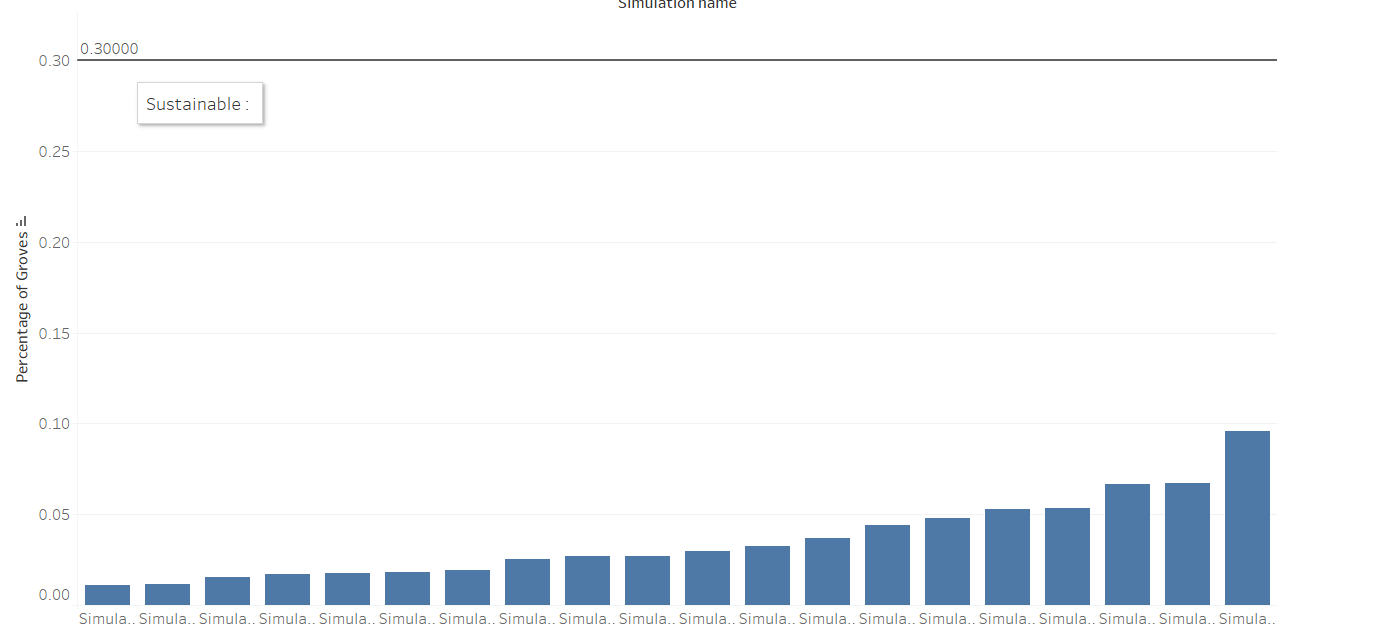 Simulation name
0.30000
0.30
Sustainable :
0.25
0.20
Percentage of Groves
0.15
0.10
0.05
0.00
Simula.. Simula.. Simula.. Simula.. Simula.. Simula.. Simula.. Simula.. Simula.. Simula.. Simula.. Simula.. Simula.. Simula.. Simula.. Simula.. Simula.. Simula.. Simula.. Simula..